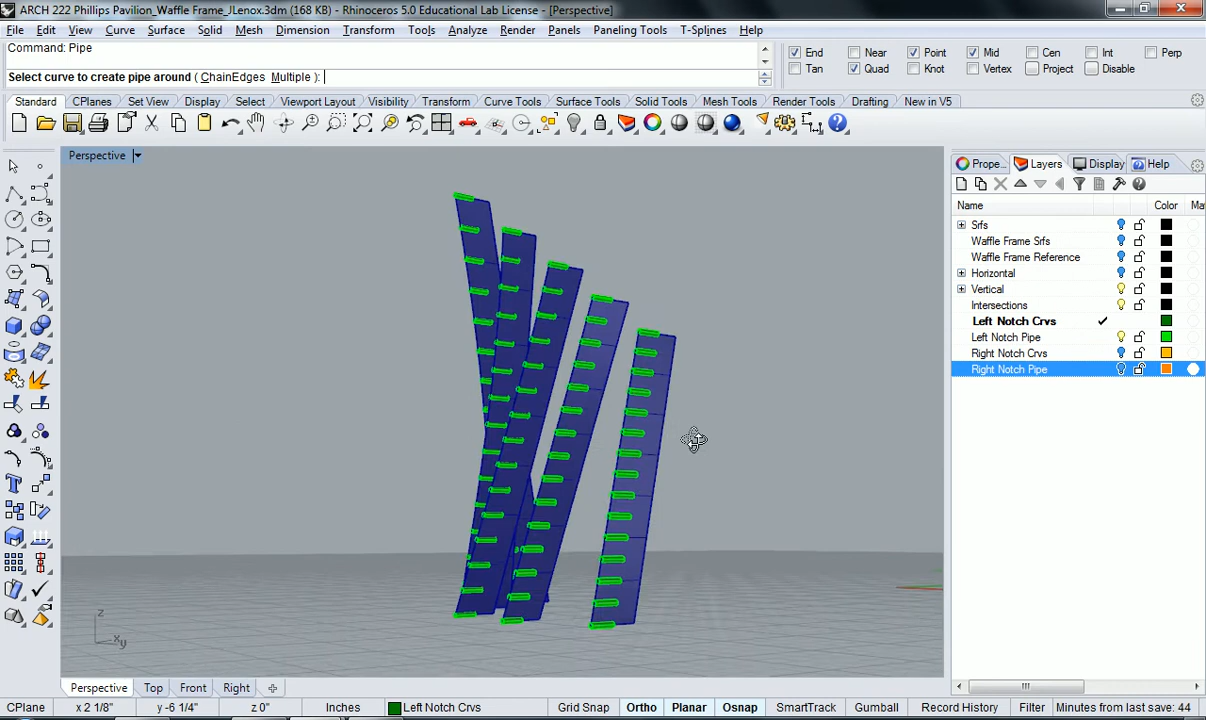 ARCH 222 Phillips Pavilion_Waffle Frame_JLenox.3dm (168 KB) - Rhinoceros 5.0 Educational Lab License - [Perspective]
File Edit View Curve Surface Solid Mesh Dimension Transform Tools Analyze Render Panels Paneling Tools T-Splines Help
Command: Pipe
Select curve to create pipe around ( ChainEdges Multiple ):
End Near Point Mid Cen Int Perp
Tan Quad Knot Vertex Project Disable
Standard CPlanes Set View Display Select Viewport Layout Visibility Transform Curve Tools Surface Tools Solid Tools Mesh Tools Render Tools Drafting New in V5
Perspective
Prope... Layers Display Help
Name Color Ma
Srfs
Waffle Frame Srfs
Waffle Frame Reference
Horizontal
Vertical
Intersections
Left Notch Crvs
Left Notch Pipe
Right Notch Crvs
Right Notch Pipe
z
x y
Perspective Top Front Right
CPlane x 2 1/8" y -6 1/4" z 0" Inches Left Notch Crvs Grid Snap Ortho Planar Osnap SmartTrack Gumball Record History Filter Minutes from last save: 44